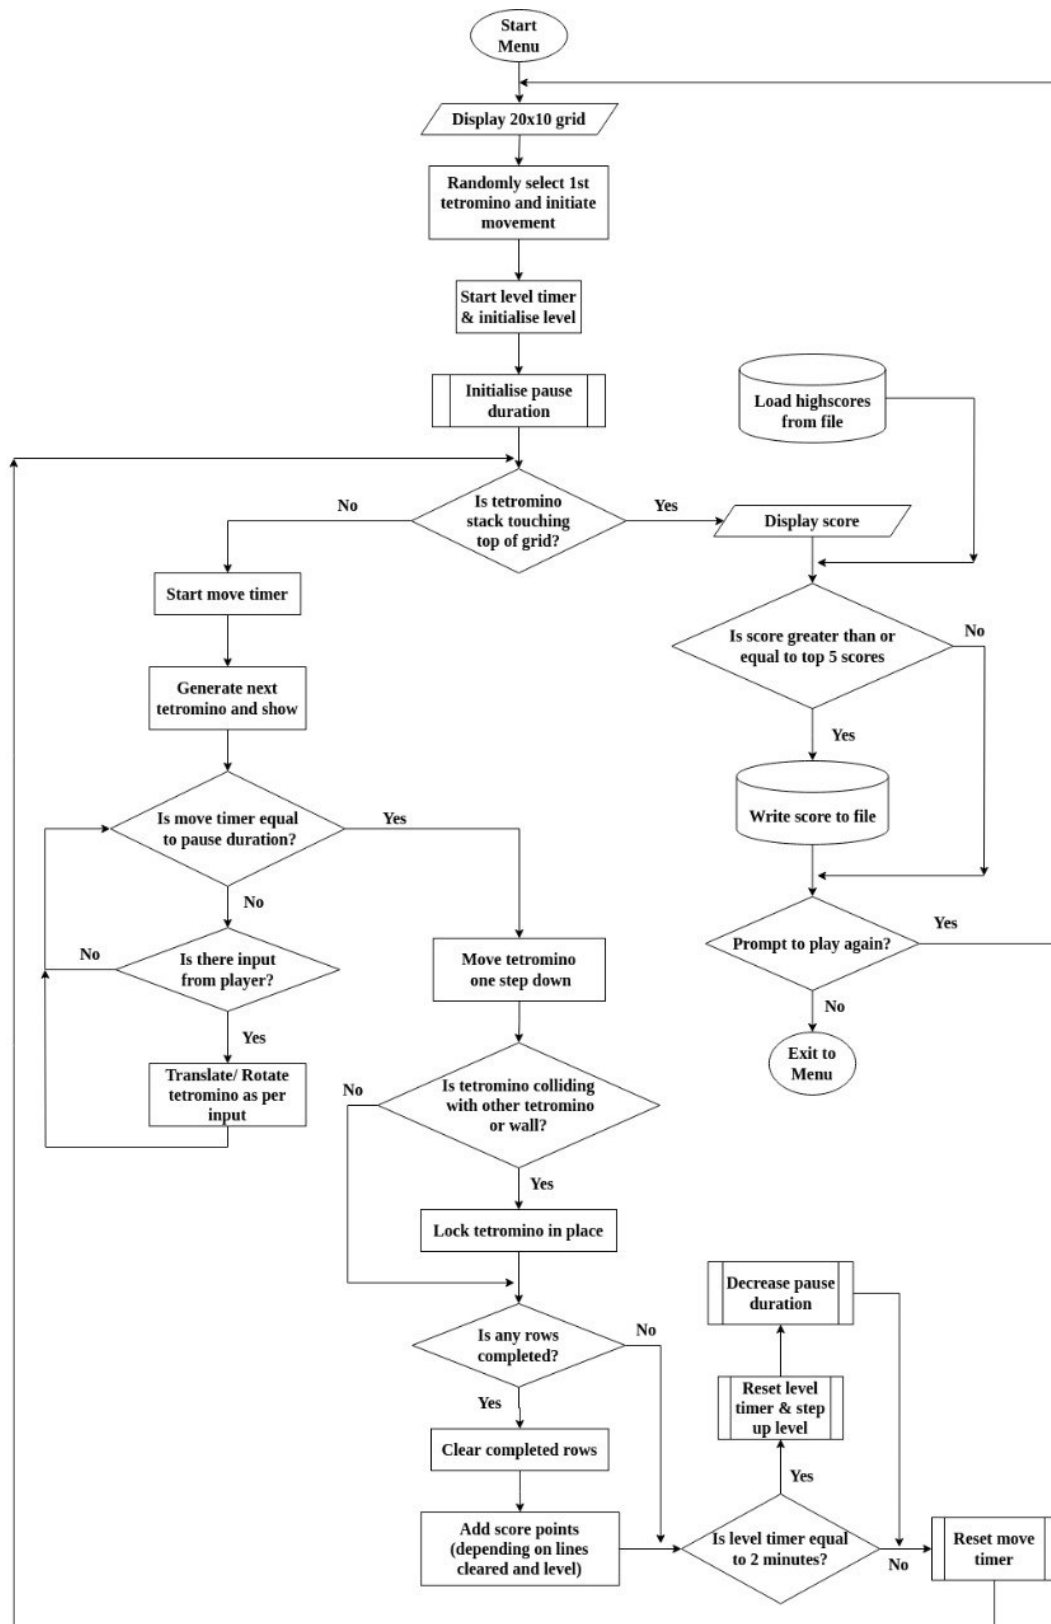 Start
Menu
Display 20x10 grid
Randomly select 1st
tetromino and initiate
movement
Start level timer
& initialise level
Initialise pause
duration
Load highscores
from file
Is tetromino
stack touching
top of grid?
No
Yes
Display score
Start move timer
Is score greater than or
equal to top 5 scores
No
Generate next
tetromino and show
Yes
Is move timer equal
to pause duration?
Yes
Write score to file
No
Prompt to play again?
Yes
No
Is there input
from player?
No
Move tetromino
one step down
Yes
No
Exit to
Menu
Translate/ Rotate
tetromino as per
input
Is tetromino colliding
with other tetromino
or wall?
No
Yes
Lock tetromino in place
Decrease pause
duration
Is any rows
completed?
No
Yes
Reset level
timer & step
up level
Clear completed rows
Yes
Add score points
(depending on lines
cleared and level)
Is level timer equal
to 2 minutes?
No
Reset move
timer